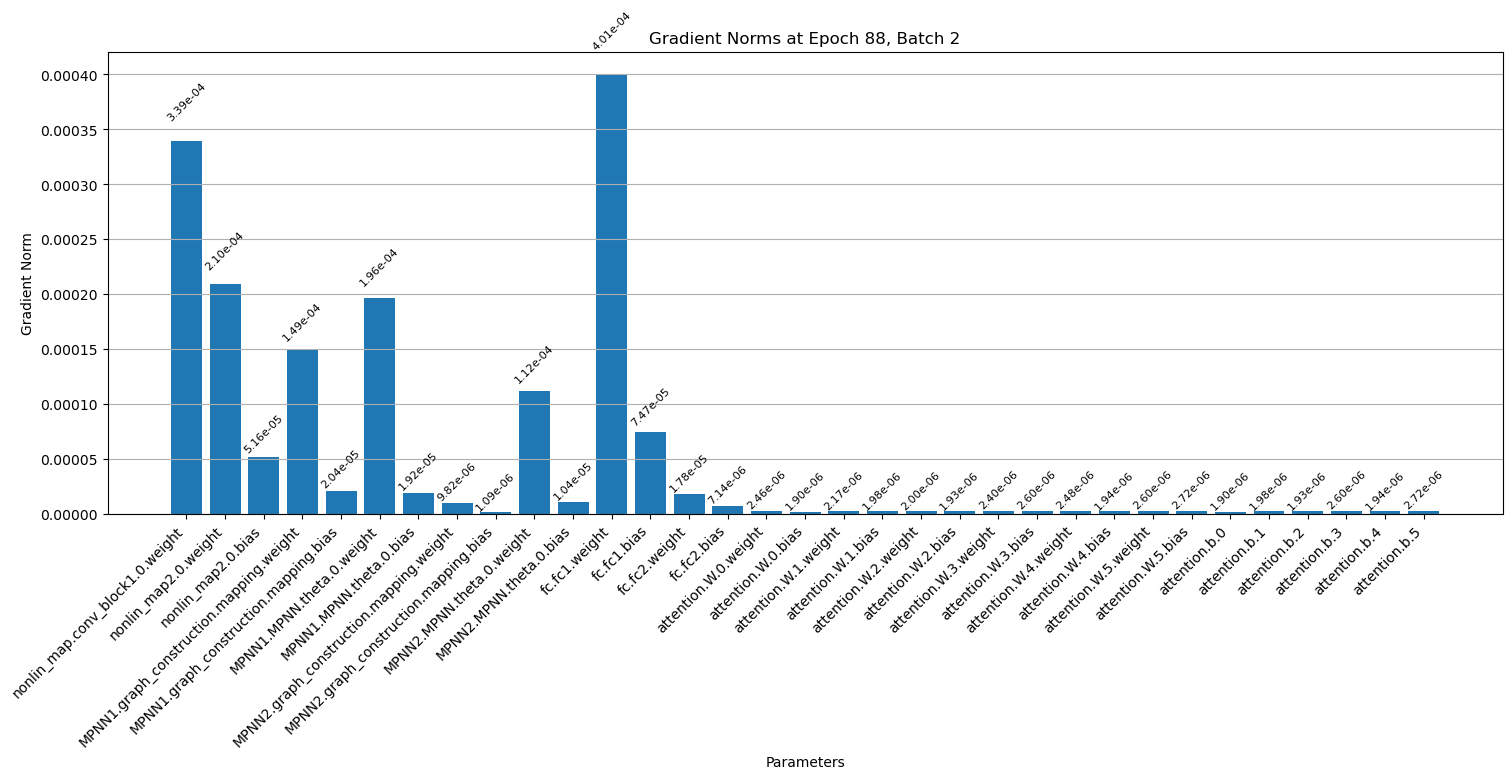 Gradient Norms at Epoch 88, Batch 2
Gradient Norm
0.00040
0.00035
0.00030
0.00025
0.00020
0.00015
0.00010
0.00005
0.00000
3.39e-04
2.10e-04
5.16e-05
1.49e-04
2.04e-05
1.96e-04
1.92e-05
9.82e-06
1.09e-06
1.12e-04
1.04e-05
4.01e-04
7.47e-05
1.78e-05
7.14e-06
2.46e-06
1.90e-06
2.17e-06
1.98e-06
2.00e-06
1.93e-06
2.40e-06
2.60e-06
2.48e-06
1.94e-06
2.60e-06
2.72e-06
1.90e-06
1.98e-06
1.93e-06
2.60e-06
1.94e-06
2.72e-06
nonlin_map.conv_block1.0.weight
nonlin_map2.0.weight
nonlin_map2.0.bias
MPNN1.graph_construction.mapping.weight
MPNN1.graph_construction.mapping.bias
MPNN1.MPNN.theta.0.weight
MPNN1.MPNN.theta.0.bias
MPNN2.graph_construction.mapping.weight
MPNN2.graph_construction.mapping.bias
MPNN2.MPNN.theta.0.weight
MPNN2.MPNN.theta.0.bias
fc.fc1.weight
fc.fc1.bias
fc.fc2.weight
fc.fc2.bias
attention.W.0.weight
attention.W.0.bias
attention.W.1.weight
attention.W.1.bias
attention.W.2.weight
attention.W.2.bias
attention.W.3.weight
attention.W.3.bias
attention.W.4.weight
attention.W.4.bias
attention.W.5.weight
attention.W.5.bias
attention.b.0
attention.b.1
attention.b.2
attention.b.3
attention.b.4
attention.b.5
Parameters